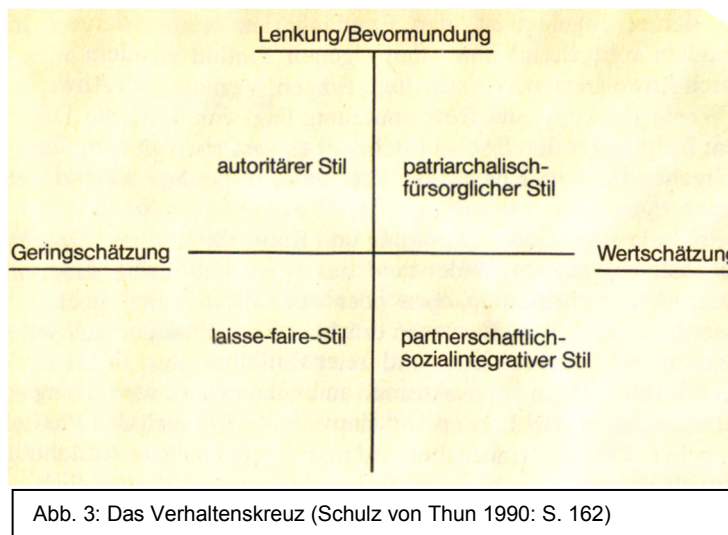 Lenkung/Bevormundung
autoritärer Stil
patriarchalisch-
fürsorglicher Stil
Geringschätzung
Wertschätzung
laisse-faire-Stil
partnerschaftlich-
sozialintegrativer Stil
Abb. 3: Das Verhaltenskreuz (Schulz von Thun 1990: S. 162)